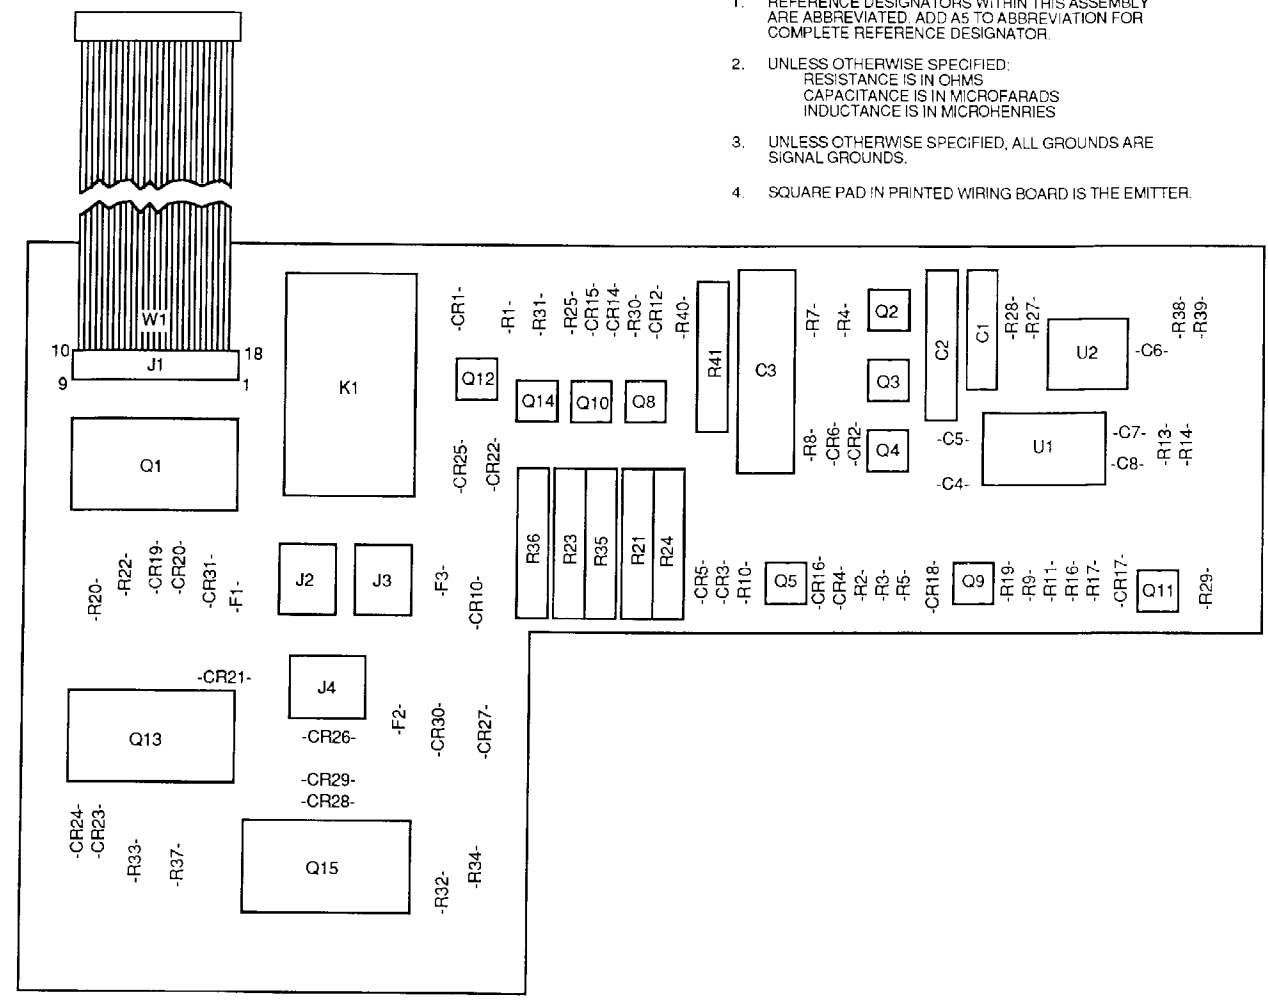 1. REFERENCE DESIGNATORS WITHIN THIS ASSEMBLY
ARE ABBREVIATED. ADD A5 TO ABBREVIATION FOR
COMPLETE REFERENCE DESIGNATOR.
2. UNLESS OTHERWISE SPECIFIED:
RESISTANCE IS IN OHMS
CAPACITANCE IS IN MICROFARADS
INDUCTANCE IS IN MICROHENRIES
3. UNLESS OTHERWISE SPECIFIED, ALL GROUNDS ARE
SIGNAL GROUNDS.
4. SQUARE PAD IN PRINTED WIRING BOARD IS THE EMITTER.
W1
10
18
J1
9
1
K1
Q1
-CR1-
-R1-
-R31-
-R25-
-CR15-
-CR14-
-R30-
-CR12-
-R40-
R41
C3
-R7-
-R4-
Q2
C2
C1
-R28-
-R27-
U2
-C6-
-R38-
-R39-
Q12
Q14
Q10
Q8
Q3
-CR25-
-CR22-
-R8-
-CR6-
-CR2-
Q4
-C5-
-C4-
U1
-C7-
-C8-
-R13-
-R14-
R36
R23
R35
R21
R24
-R20-
-R22-
-CR19-
-CR20-
-CR31-
-F1-
J2
J3
-F3-
-CR10-
-CR5-
-CR3-
-R10-
Q5
-CR16-
-CR4-
-R2-
-R3-
-R5-
-CR18-
Q9
-R19-
-R9-
-R11-
-R16-
-R17-
-CR17-
Q11
-R29-
-CR21-
Q13
J4
-CR26-
-F2-
-CR30-
-CR27-
-CR29-
-CR28-
-CR24-
-CR23-
-R33-
-R37-
Q15
-R32-
-R34-